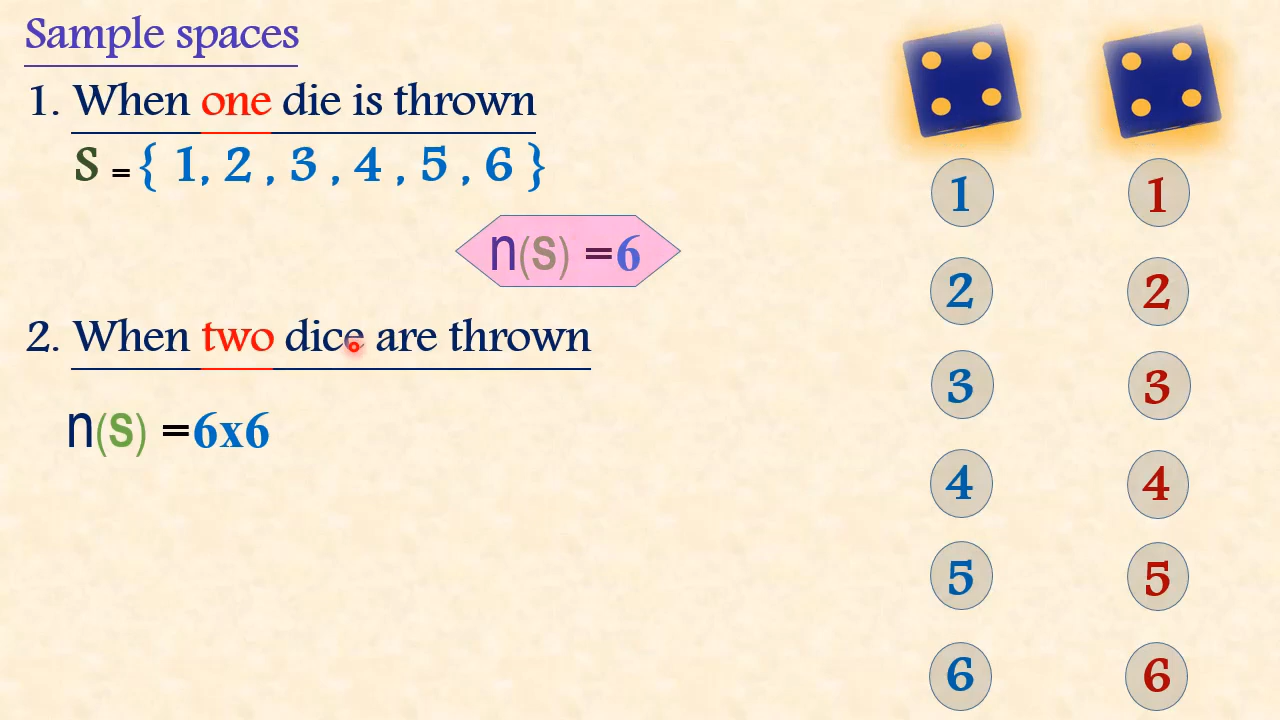 Sample spaces
1. When one die is thrown
S = { 1, 2 , 3 , 4 , 5 , 6 }
n(S) =6
2. When two dice are thrown
n(S) =6x6
1 1
2 2
3 3
4 4
5 5
6 6